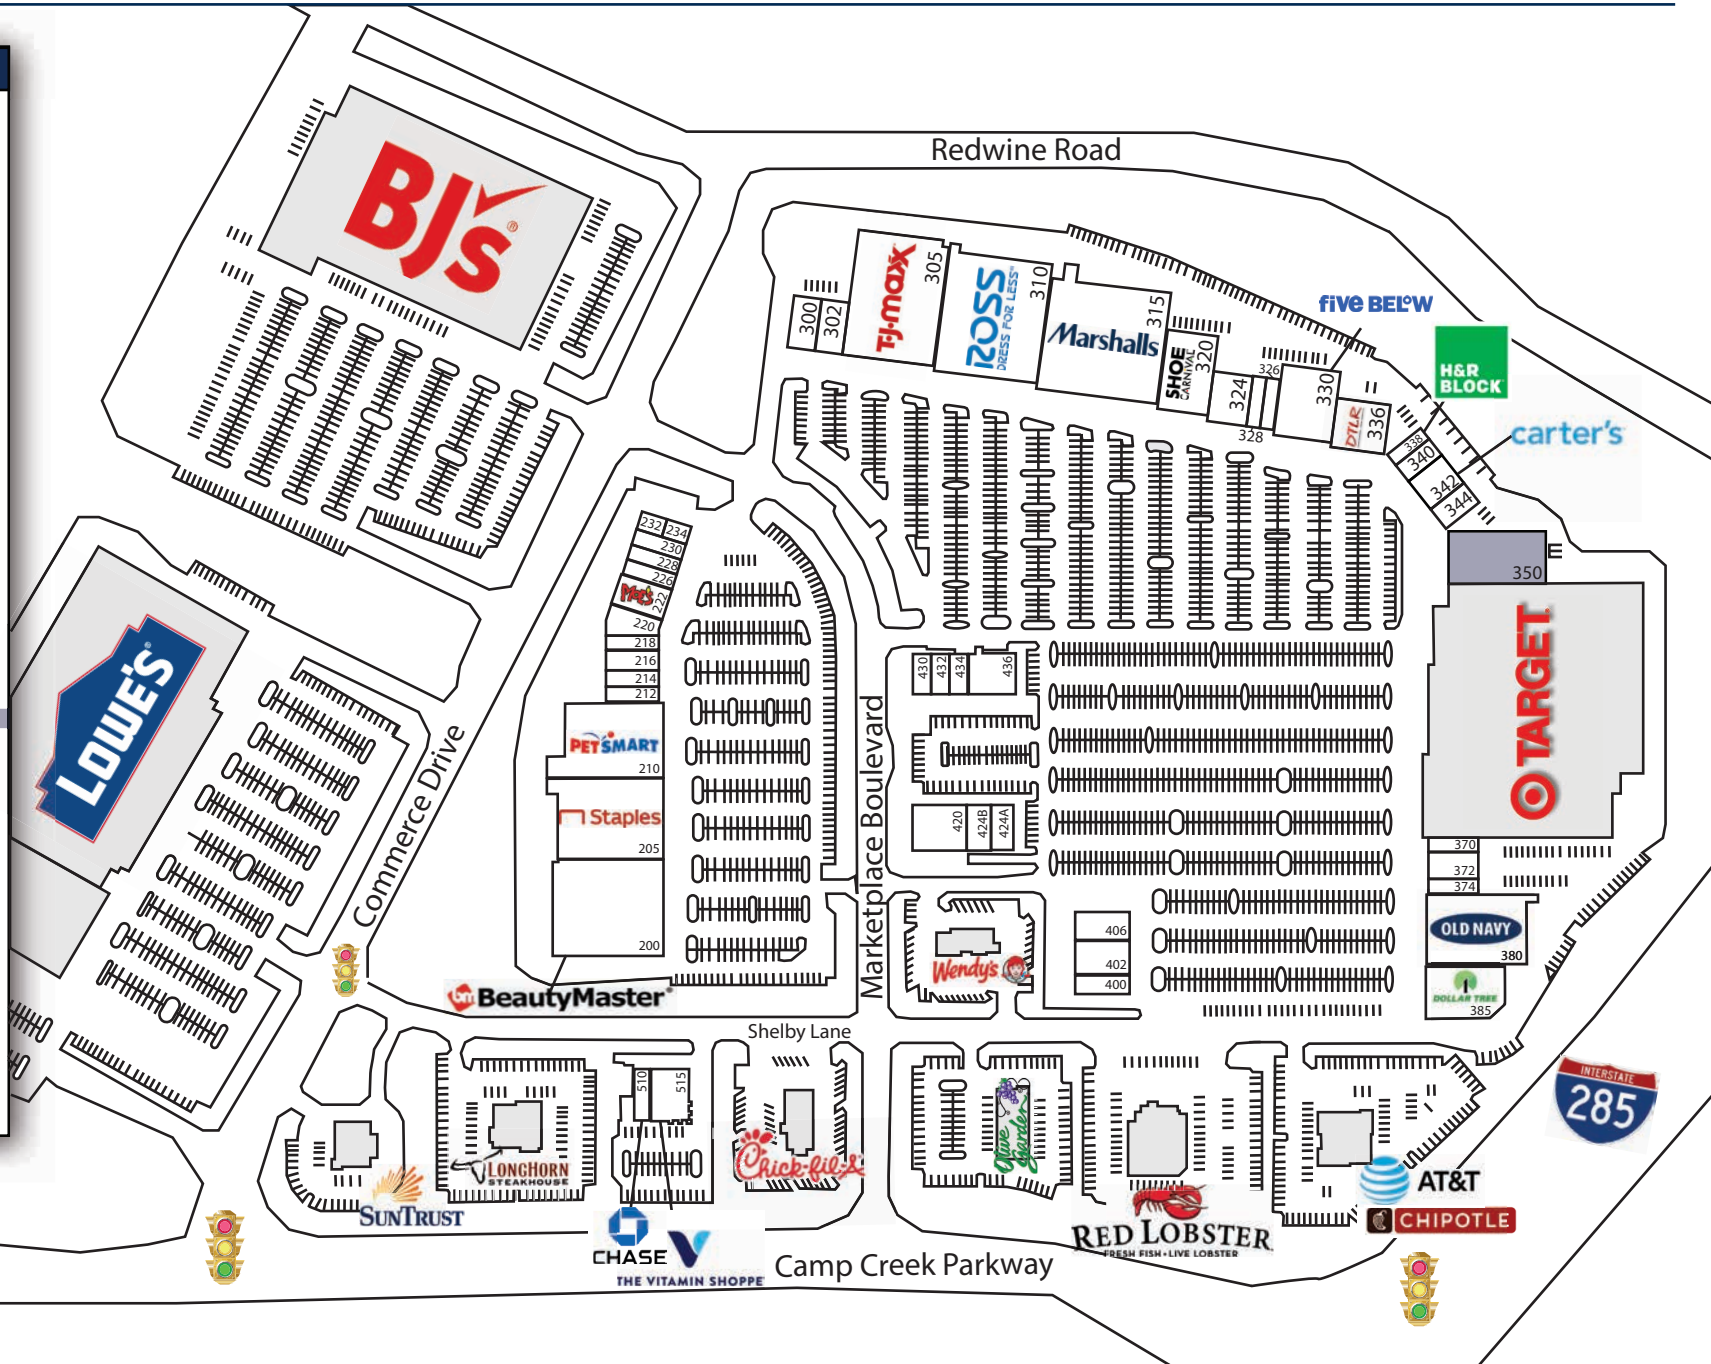 Redwine Road
BJ's®
300
302
T.J.maxx
305
ROSS
DRESS FOR LESS™
310
Marshalls
315
SHOE
CARNIVAL
320
324
326
328
five BEL°W
330
DTLR
336
H&R
BLOCK
carter's
338
340
342
344
350
TARGET
370
372
374
OLD NAVY
380
DOLLAR TREE
385
LOWE'S®
Commerce Drive
232
234
230
228
226
Moe's
222
220
218
216
214
212
PETSMART
210
Staples
205
200
bm BeautyMaster®
Marketplace Boulevard
430
432
434
436
420
424B
424A
Wendy's
406
402
400
Shelby Lane
SUNTRUST
LONGHORN
STEAKHOUSE
510
515
CHASE
THE VITAMIN SHOPPE
Chick-fil-A
Olive
Garden
RED LOBSTER
FRESH FISH • LIVE LOBSTER
AT&T
CHIPOTLE
INTERSTATE
285
Camp Creek Parkway